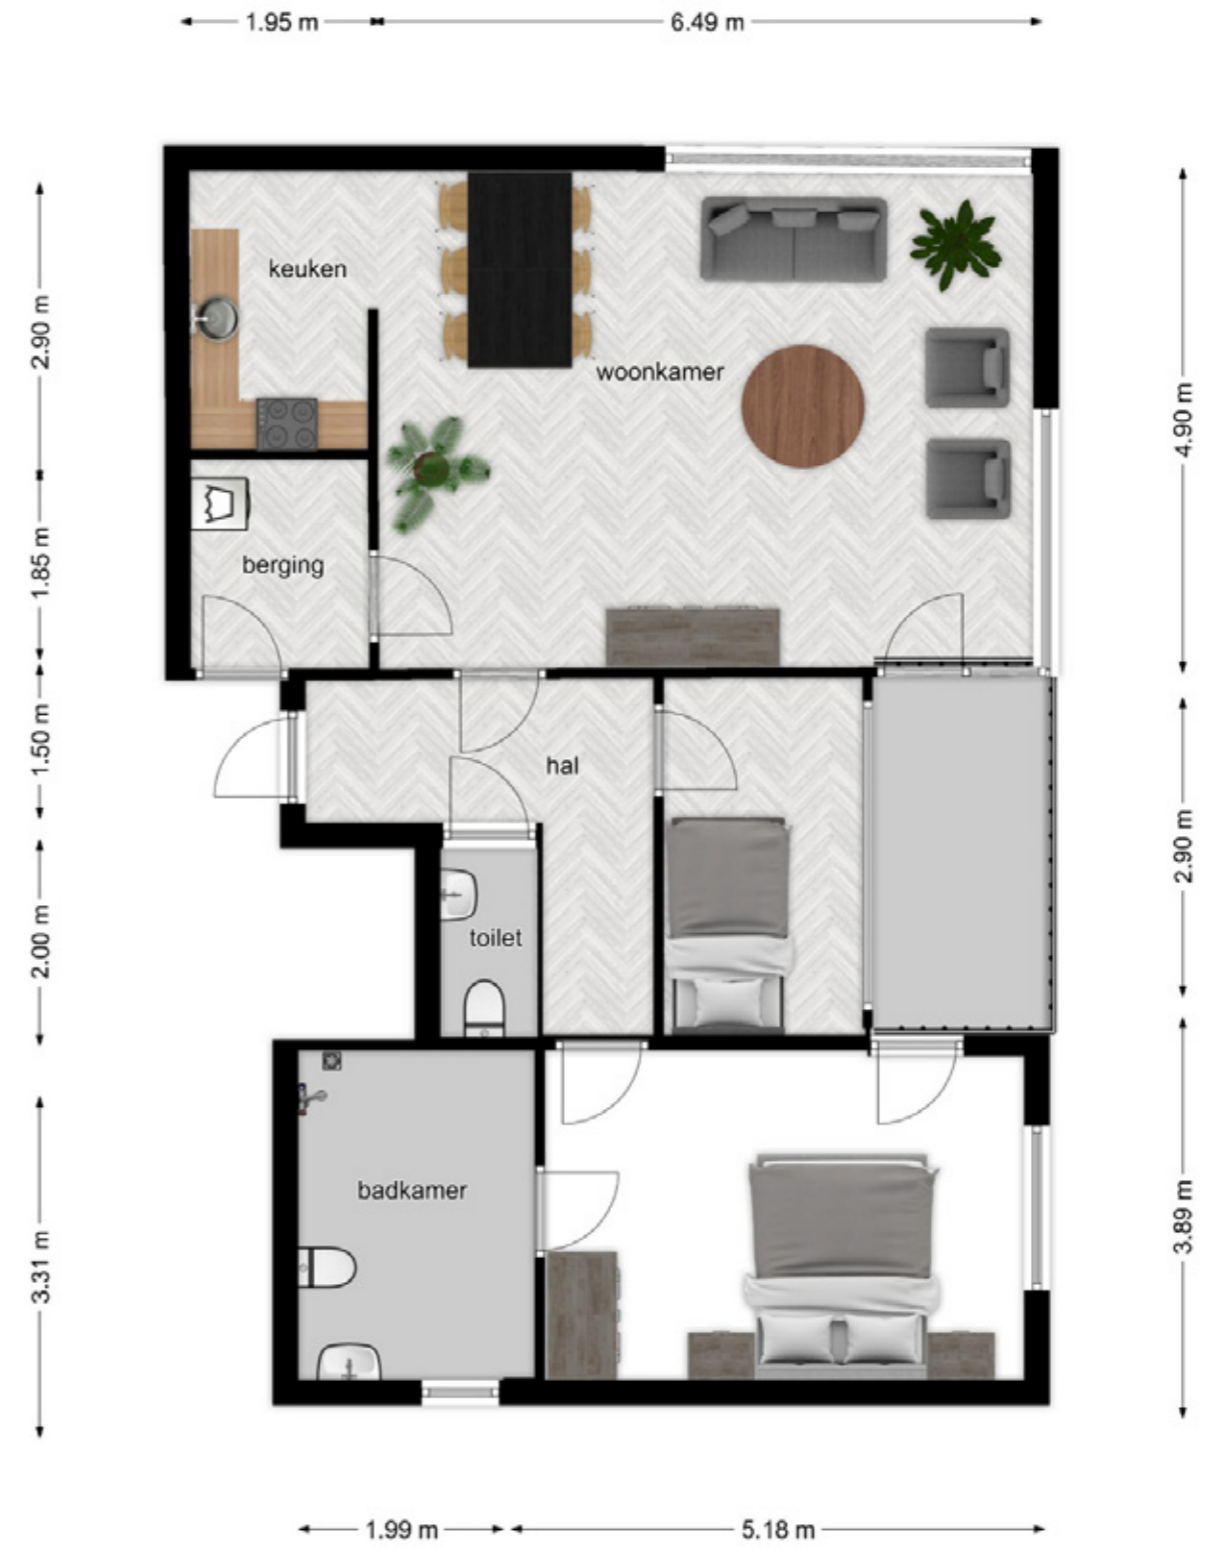 1.95 m
6.49 m
keuken
2.90 m
woonkamer
4.90 m
1.85 m
berging
1.50 m
hal
2.90 m
2.00 m
toilet
badkamer
3.89 m
3.31 m
1.99 m
5.18 m